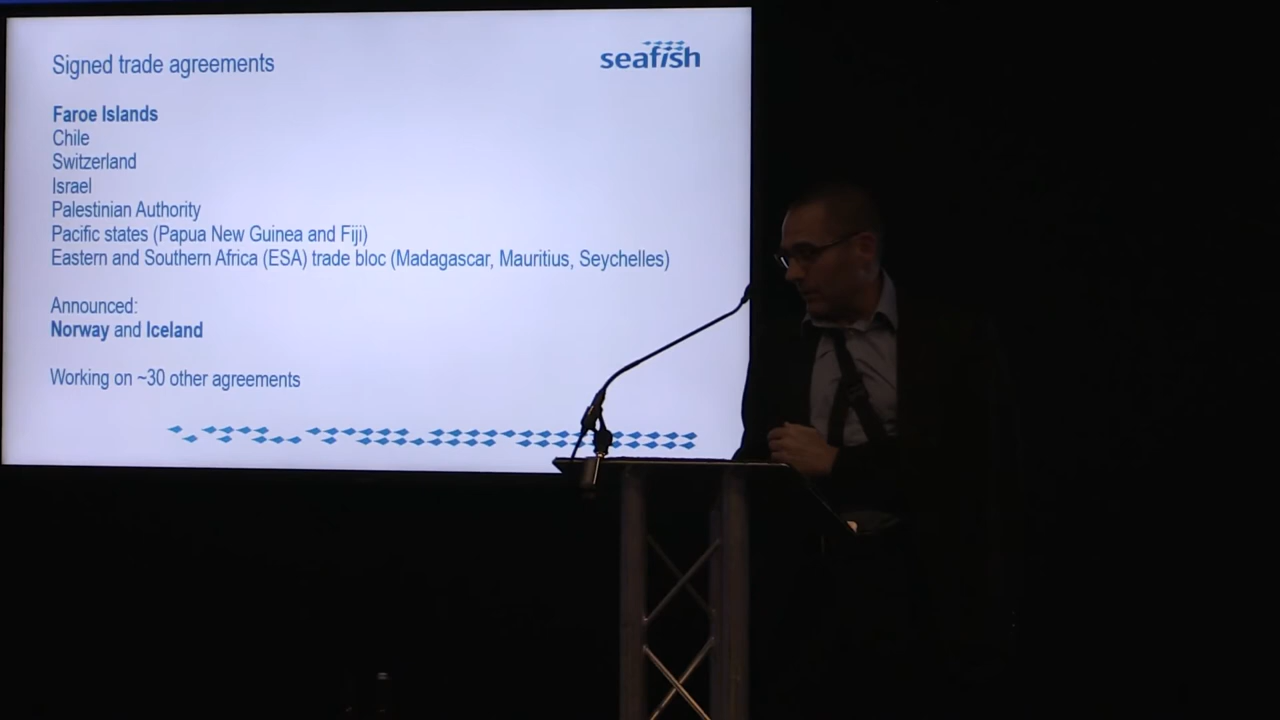 Signed trade agreements
seafish
Faroe Islands
Chile
Switzerland
Israel
Palestinian Authority
Pacific states (Papua New Guinea and Fiji)
Eastern and Southern Africa (ESA) trade bloc (Madagascar, Mauritius, Seychelles)
Announced:
Norway and Iceland
Working on ~30 other agreements